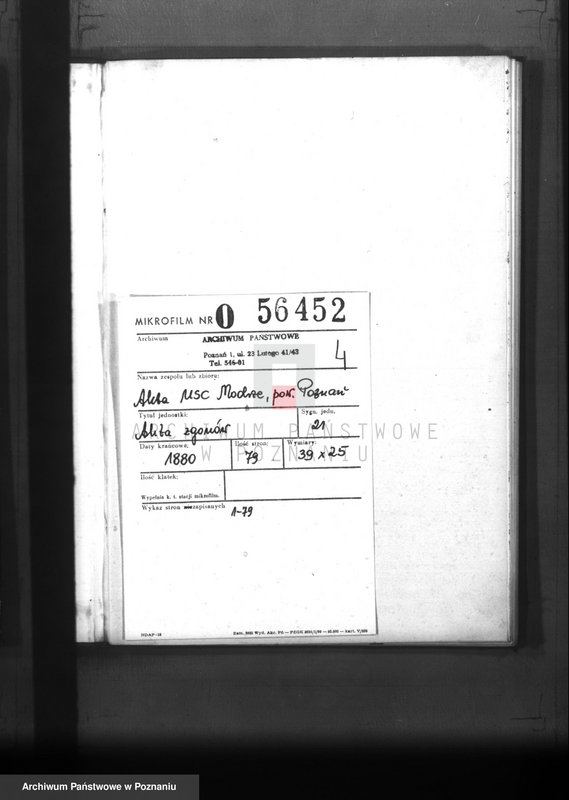 MIKROFILM NR O 56452
Archiwum
ARCHIWUM PAŃSTWOWE
Poznań 1, ul. 23 Lutego 41/43
Tel. 546-81
4
Nazwa zespołu lub zbioru:
Akta USC Modrze, pow. Poznań
Tytuł jednostki:
Sygn. jedn.
Akta zgonów
21
ARCHIWUM PAŃSTWOWE
W POZNANIU
Daty krańcowe,
Ilość stron:
Wymiary:
1880
79
39 x 25
Ilość klatek:
Wypełnia k. t. stacji mikrofilm.
Wykaz stron niezapisanych
1-79
NDAP-18
Archiwum Państwowe w Poznaniu